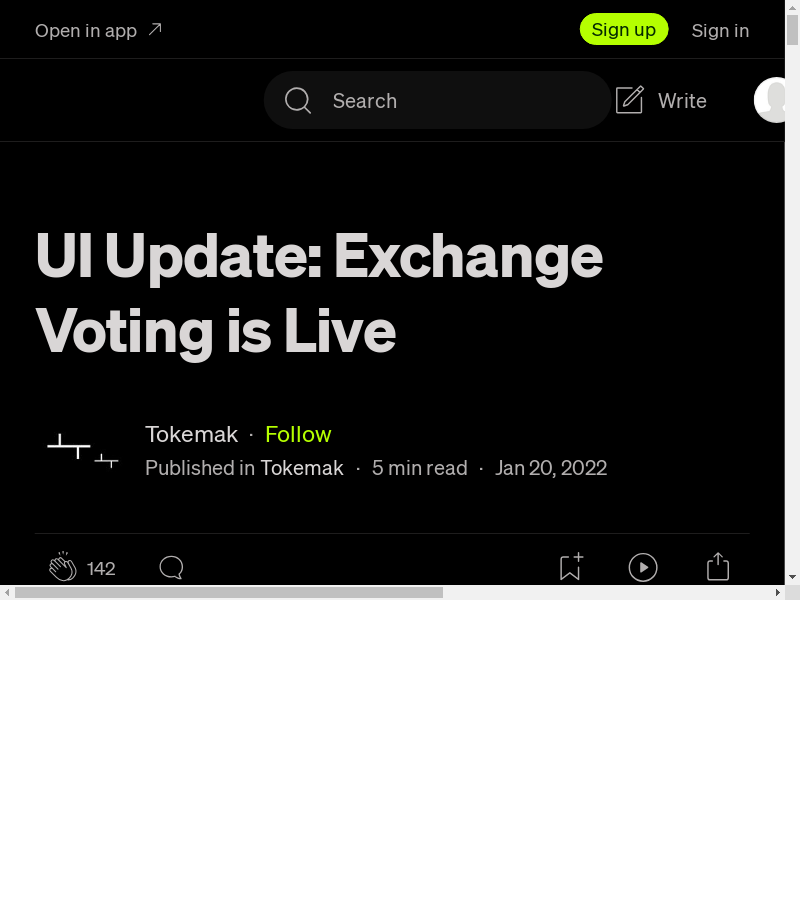 Open in app
Sign up
Sign in
Search
Write
UI Update: Exchange
Voting is Live
Tokemak · Follow
Published in Tokemak · 5 min read · Jan 20, 2022
142